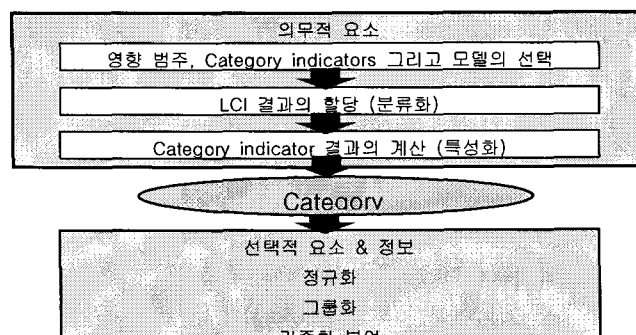 의무적 요소
영향 범주, Category indicators 그리고 모델의 선택
LCI 결과의 할당 (분류화)
Category indicator 결과의 계산 (특성화)
Category
선택적 요소 & 정보
정규화
그룹화